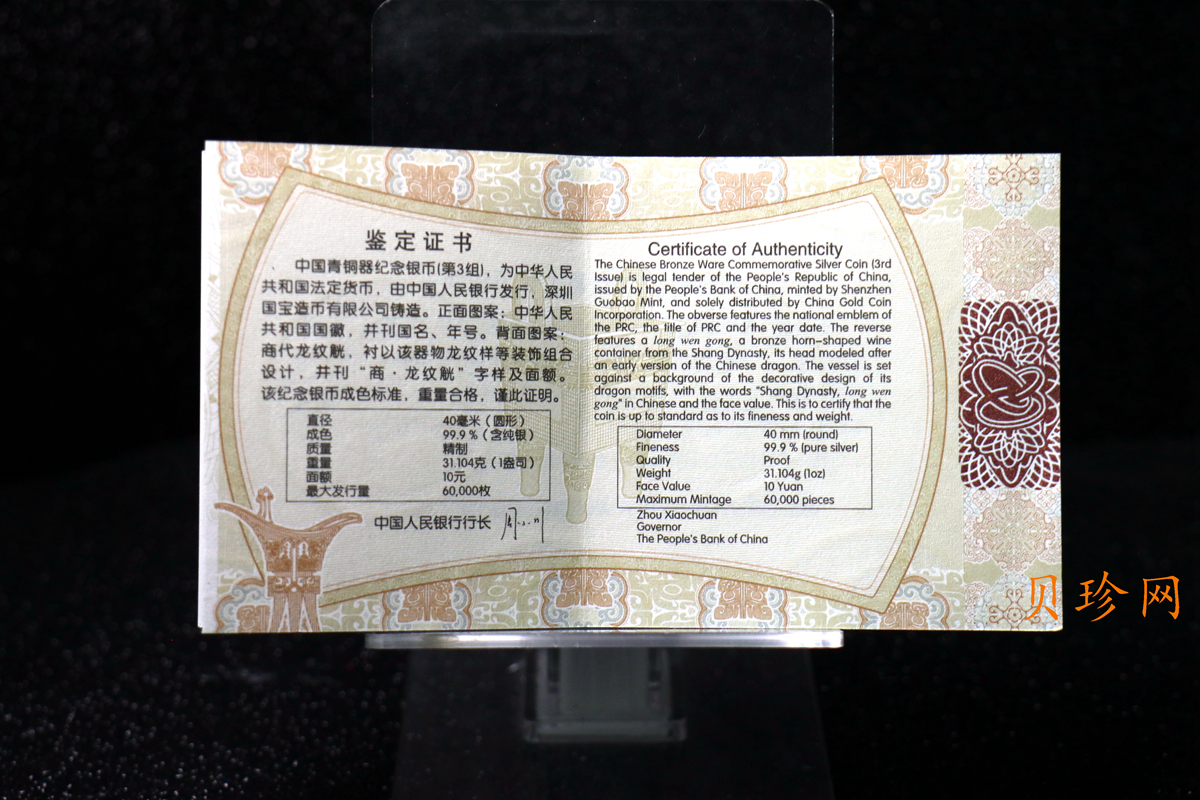 鉴定证书
中国青铜器纪念银币(第3组)，为中华人民
共和国法定货币，由中国人民银行发行，深圳
国宝造币有限公司铸造。正面图案：中华人民
共和国国徽，并刊国名、年号。背面图案：
商代龙纹觥，衬以该器物龙纹样等装饰组合
设计，并刊“商·龙纹觥”字样及面额。
该纪念银币成色标准，重量合格，谨此证明。
直径 40毫米（圆形）
成色 99.9 %（含纯银）
质量 精制
重量 31.104克（1盎司）
面额 10元
最大发行量 60,000枚
中国人民银行行长
Certificate of Authenticity
The Chinese Bronze Ware Commemorative Silver Coin (3rd
Issue) is legal tender of the People's Republic of China,
issued by the People's Bank of China, minted by Shenzhen
Guobao Mint, and solely distributed by China Gold Coin
Incorporation. The obverse features the national emblem of
the PRC, the title of PRC and the year date. The reverse
features a long wen gong, a bronze horn-shaped wine
container from the Shang Dynasty, its head modeled after
an early version of the Chinese dragon. The vessel is set
against a background of the decorative design of its
dragon motifs, with the words "Shang Dynasty, long wen
gong" in Chinese and the face value. This is to certify that the
coin is up to standard as to its fineness and weight.
Diameter 40 mm (round)
Fineness 99.9 % (pure silver)
Quality Proof
Weight 31.104g (1oz)
Face Value 10 Yuan
Maximum Mintage 60,000 pieces
Zhou Xiaochuan
Governor
The People's Bank of China
贝珍网